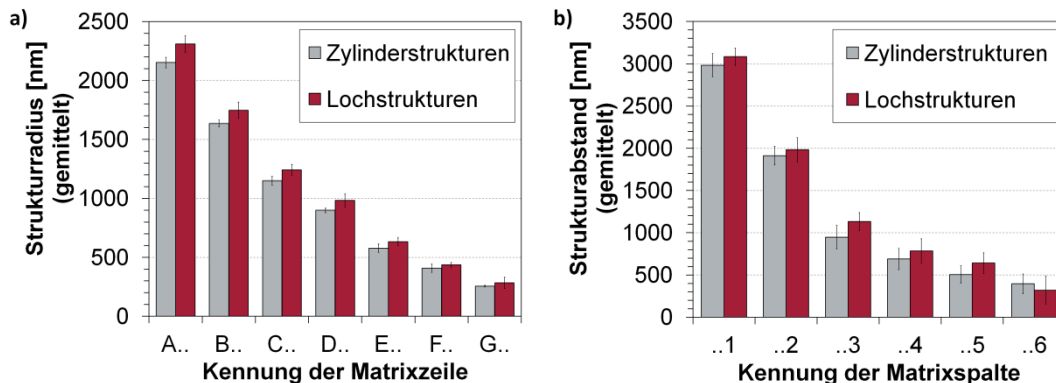 a)
Strukturradius [nm]
(gemittelt)
2500
2000
1500
1000
500
0
Zylinderstrukturen
Lochstrukturen
A.. B.. C.. D.. E.. F.. G..
Kennung der Matrixzeile
b)
Strukturabstand [nm]
(gemittelt)
3500
3000
2500
2000
1500
1000
500
0
Zylinderstrukturen
Lochstrukturen
..1 ..2 ..3 ..4 ..5 ..6
Kennung der Matrixspalte